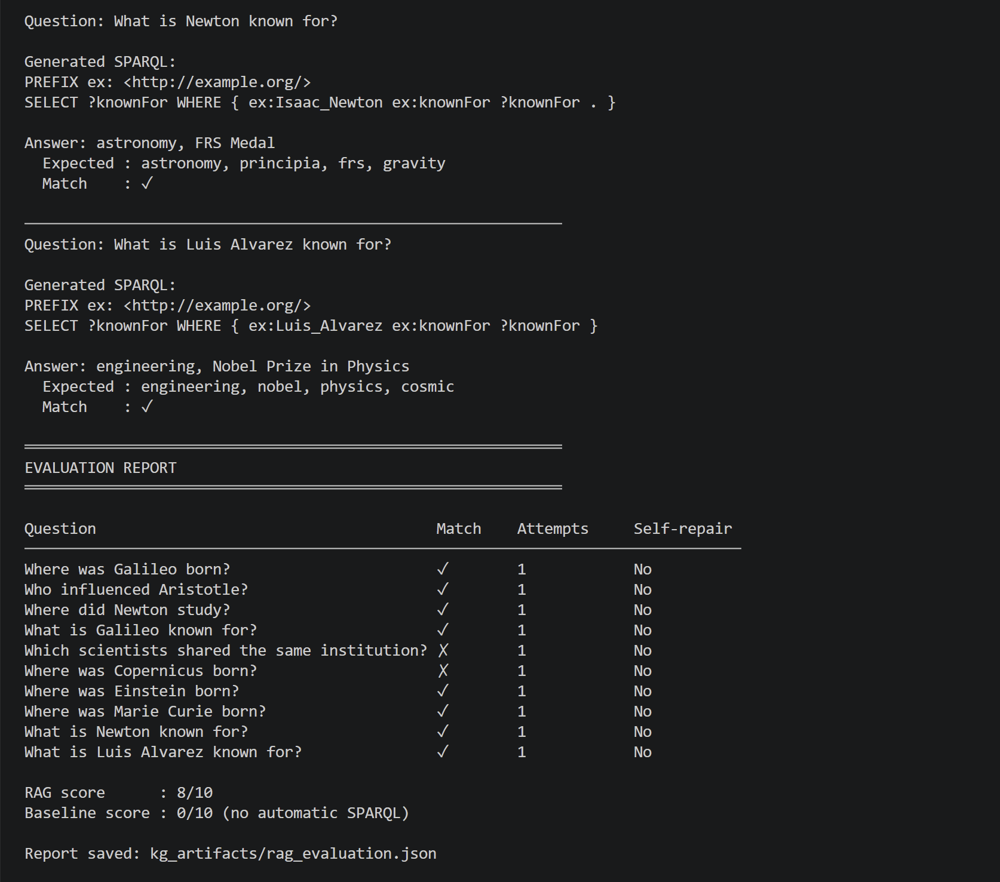 Question: What is Newton known for?
Generated SPARQL:
PREFIX ex: <http://example.org/>
SELECT ?knownFor WHERE { ex:Isaac_Newton ex:knownFor ?knownFor . }
Answer: astronomy, FRS Medal
Expected : astronomy, principia, frs, gravity
Match    : ✓
Question: What is Luis Alvarez known for?
Generated SPARQL:
PREFIX ex: <http://example.org/>
SELECT ?knownFor WHERE { ex:Luis_Alvarez ex:knownFor ?knownFor }
Answer: engineering, Nobel Prize in Physics
Expected : engineering, nobel, physics, cosmic
Match    : ✓
EVALUATION REPORT
Question Match Attempts Self-repair
Where was Galileo born? ✓ 1 No
Who influenced Aristotle? ✓ 1 No
Where did Newton study? ✓ 1 No
What is Galileo known for? ✓ 1 No
Which scientists shared the same institution? ✗ 1 No
Where was Copernicus born? ✗ 1 No
Where was Einstein born? ✓ 1 No
Where was Marie Curie born? ✓ 1 No
What is Newton known for? ✓ 1 No
What is Luis Alvarez known for? ✓ 1 No
RAG score      : 8/10
Baseline score : 0/10 (no automatic SPARQL)
Report saved: kg_artifacts/rag_evaluation.json